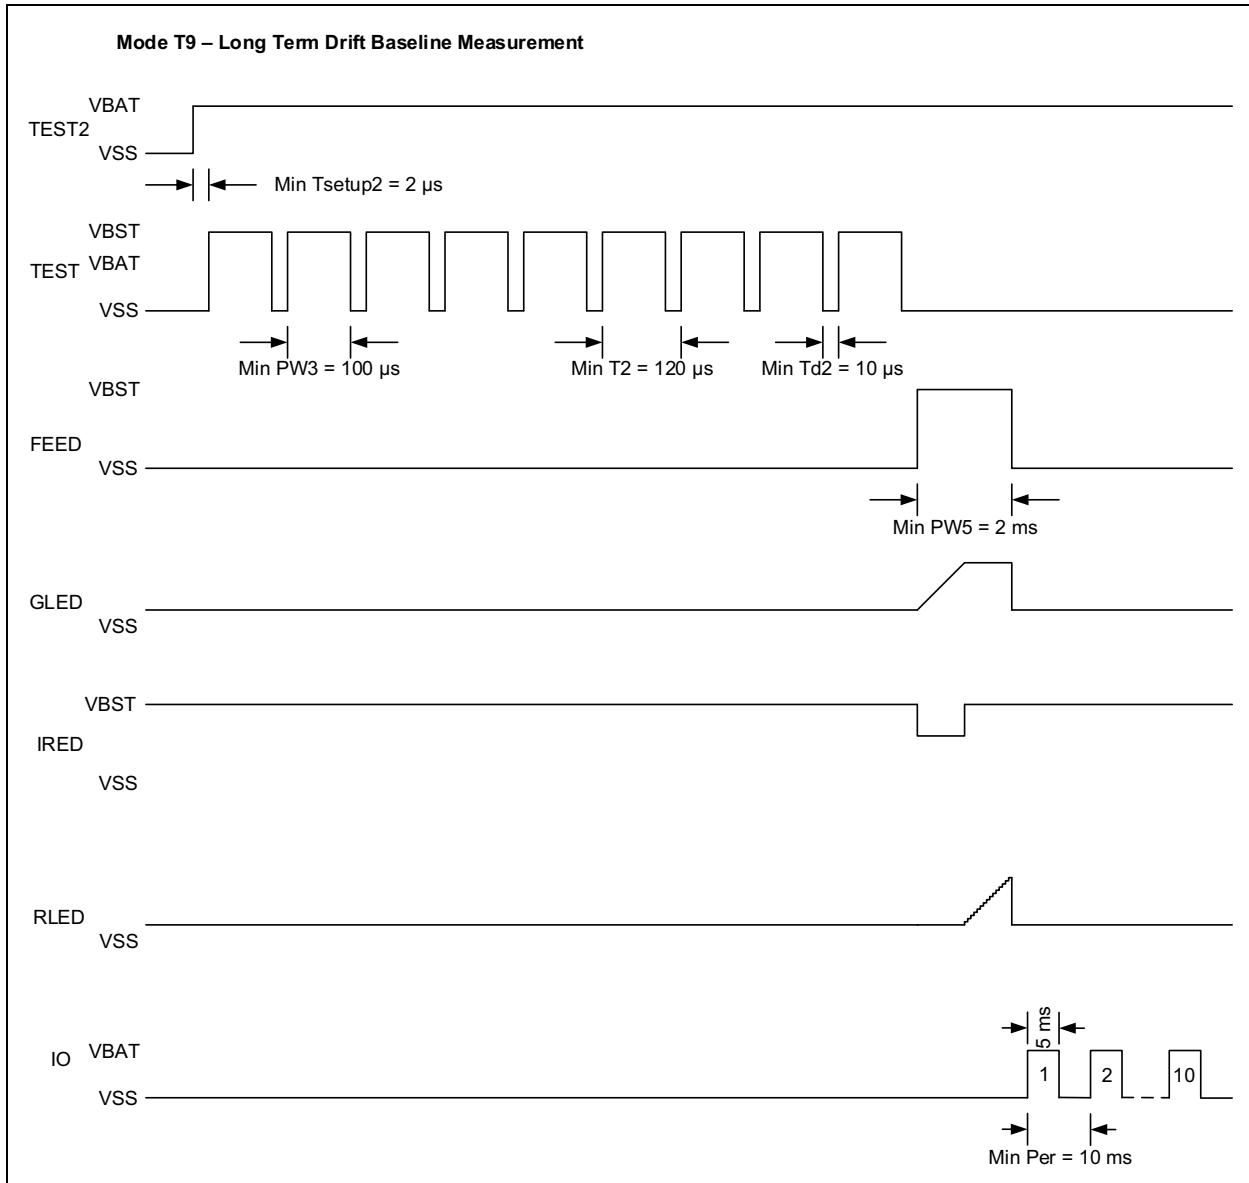 Mode T9 – Long Term Drift Baseline Measurement
VBAT
TEST2
VSS
Min Tsetup2 = 2 µs
VBST
TEST VBAT
VSS
Min PW3 = 100 µs
Min T2 = 120 µs
Min Td2 = 10 µs
VBST
FEED
VSS
Min PW5 = 2 ms
GLED
VSS
VBST
IRED
VSS
RLED
VSS
5 ms
IO VBAT
1
2
10
VSS
Min Per = 10 ms